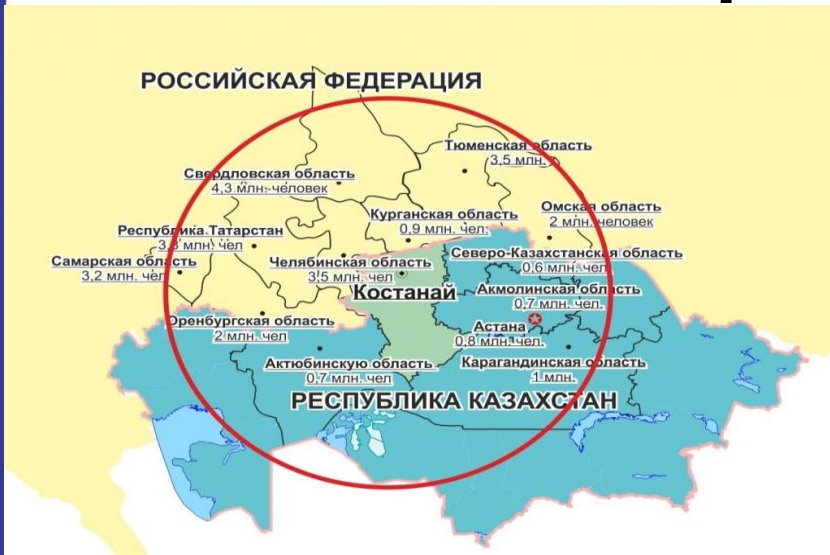 РОССИЙСКАЯ ФЕДЕРАЦИЯ
Тюменская область
3,5 млн.
Свердловская область
4,3 млн. человек
Омская область
2 млн. человек
Курганская область
0,9 млн. чел.
Республика Татарстан
3,8 млн. чел
Самарская область
3,2 млн. чел
Челябинская область
3,5 млн. чел
Северо-Казахстанская область
0,6 млн. чел
Костанай
Акмолинская область
0,7 млн. чел.
Оренбургская область
2 млн. чел
Астана
0,8 млн. чел.
Актюбинскую область
0,7 млн. чел
Карагандинская область
1 млн.
РЕСПУБЛИКА КАЗАХСТАН